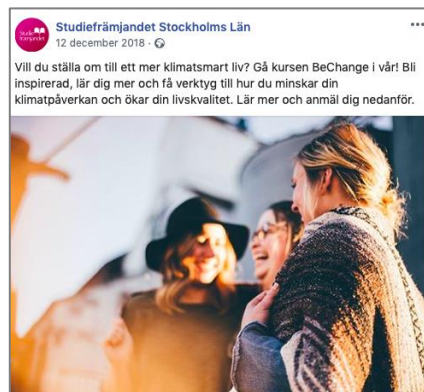 Studie
främjandet
Studiefrämjandet Stockholms Län
12 december 2018 ·
Vill du ställa om till ett mer klimatsmart liv? Gå kursen BeChange i vår! Bli
inspirerad, lär dig mer och få verktyg till hur du minskar din
klimatpåverkan och ökar din livskvalitet. Lär mer och anmäl dig nedanför.